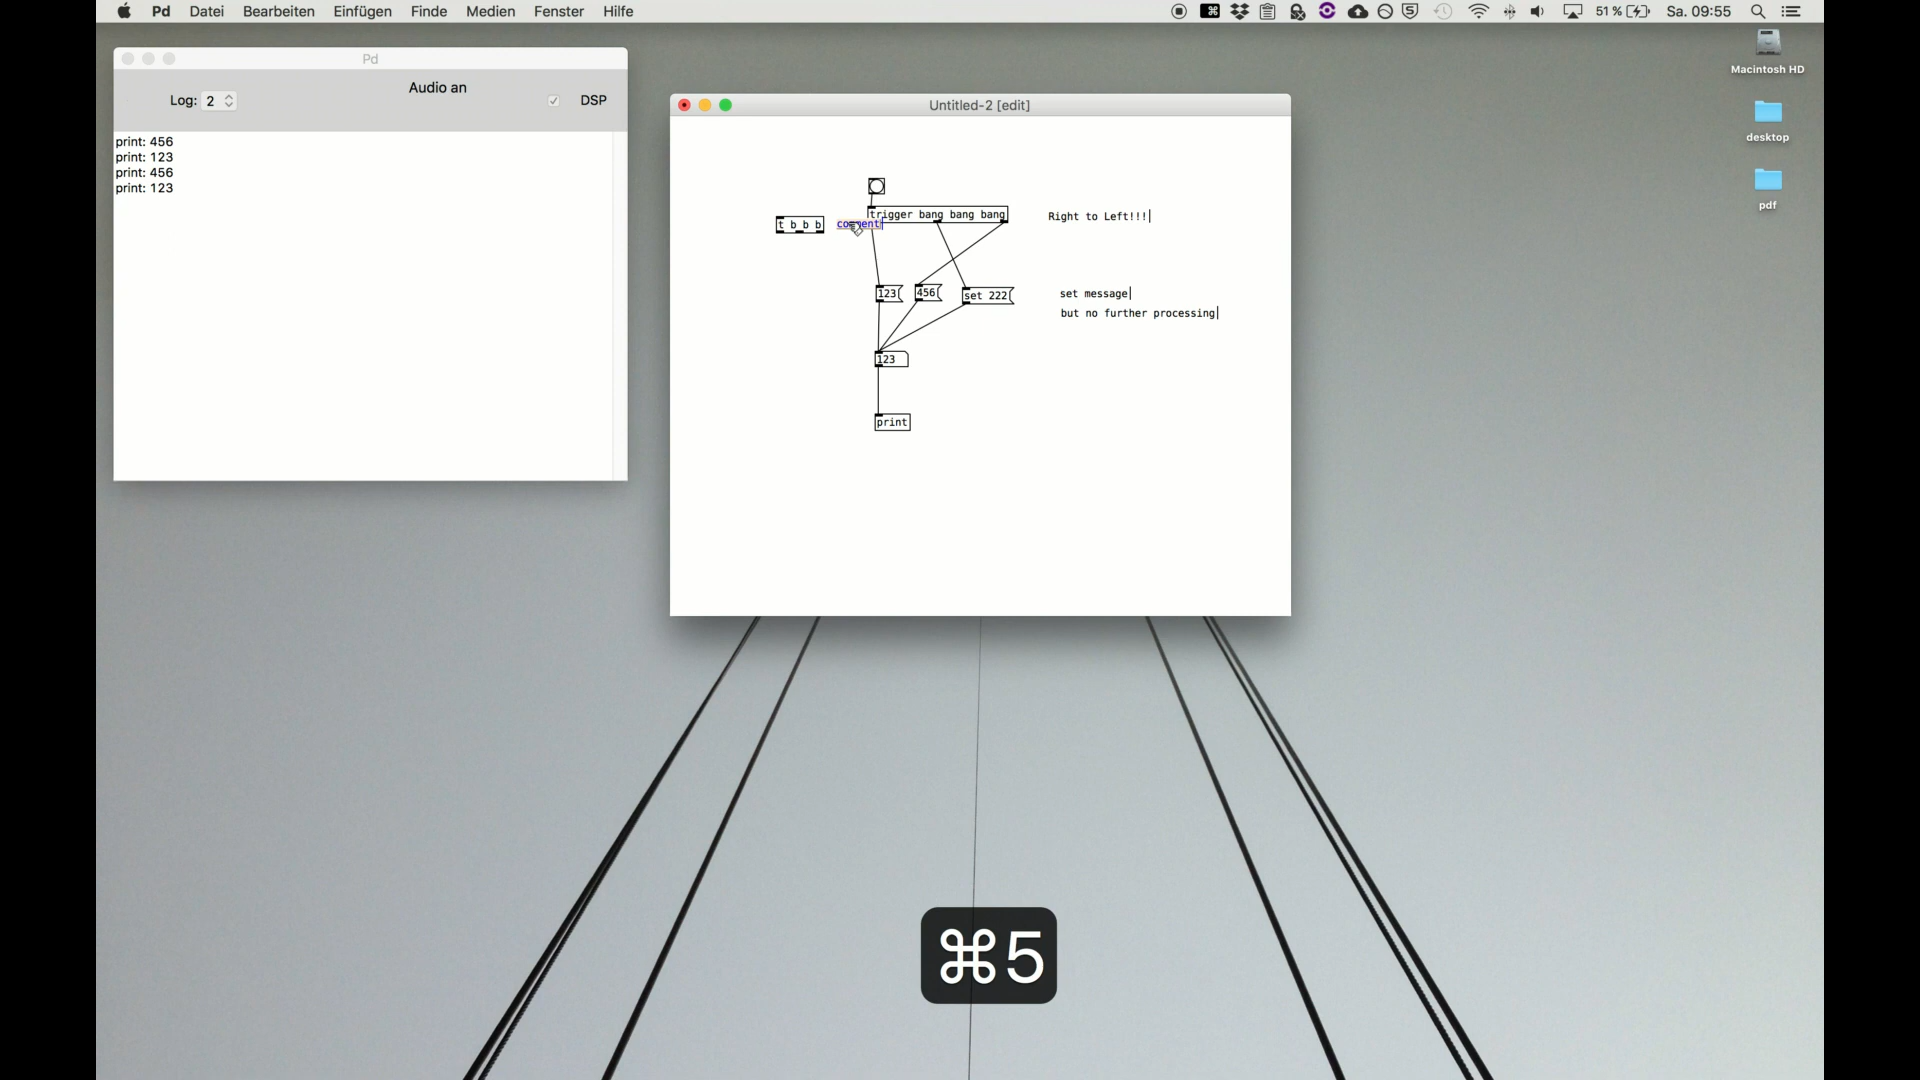 Pd Datei Bearbeiten Einfügen Finde Medien Fenster Hilfe
51 % Sa. 09:55
Macintosh HD
desktop
pdf
Pd
Audio an
Log: 2
DSP
print: 456
print: 123
print: 456
print: 123
Untitled-2 [edit]
trigger bang bang bang
Right to Left!!!
t b b b
comment
123
456
set 222
set message
but no further processing
123
print
⌘5